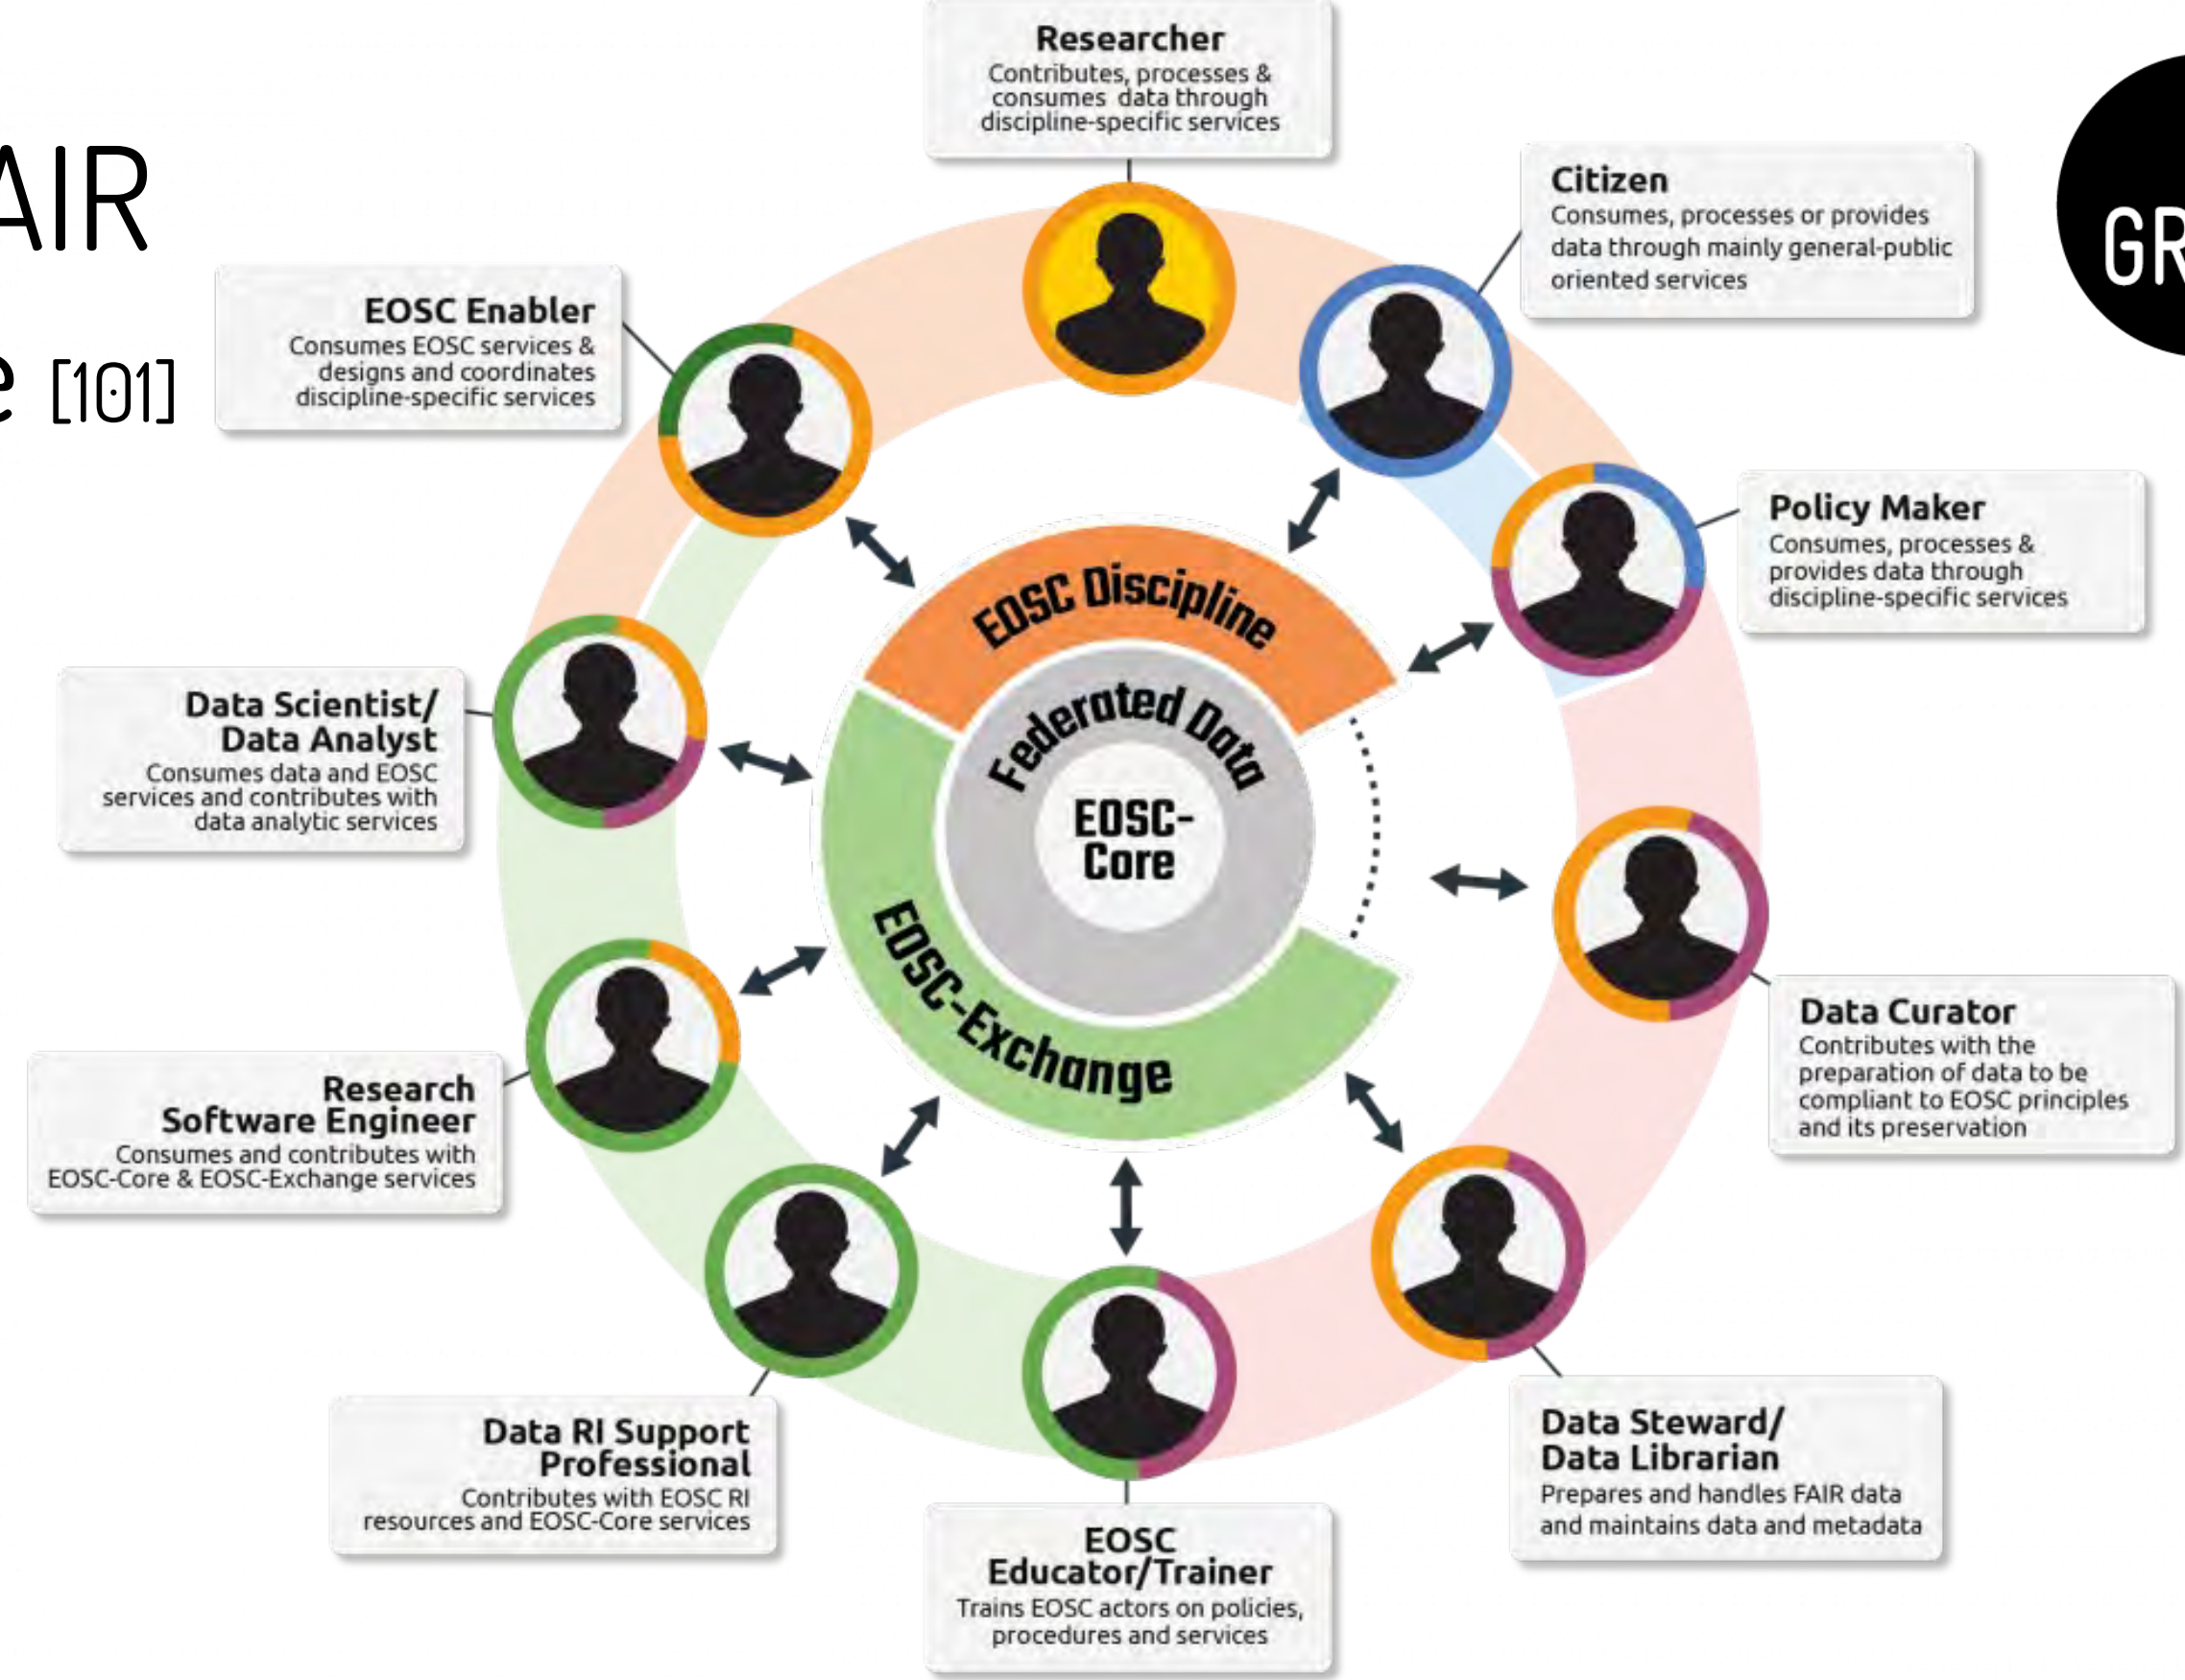 AIR
e [101]
GR
Researcher
Contributes, processes &
consumes data through
discipline-specific services
Citizen
Consumes, processes or provides
data through mainly general-public
oriented services
EOSC Enabler
Consumes EOSC services &
designs and coordinates
discipline-specific services
Policy Maker
Consumes, processes &
provides data through
discipline-specific services
EOSC Discipline
Federated Data
EOSC-
Core
EOSC-Exchange
Data Scientist/
Data Analyst
Consumes data and EOSC
services and contributes with
data analytic services
Data Curator
Contributes with the
preparation of data to be
compliant to EOSC principles
and its preservation
Research
Software Engineer
Consumes and contributes with
EOSC-Core & EOSC-Exchange services
Data RI Support
Professional
Contributes with EOSC RI
resources and EOSC-Core services
EOSC
Educator/Trainer
Trains EOSC actors on policies,
procedures and services
Data Steward/
Data Librarian
Prepares and handles FAIR data
and maintains data and metadata